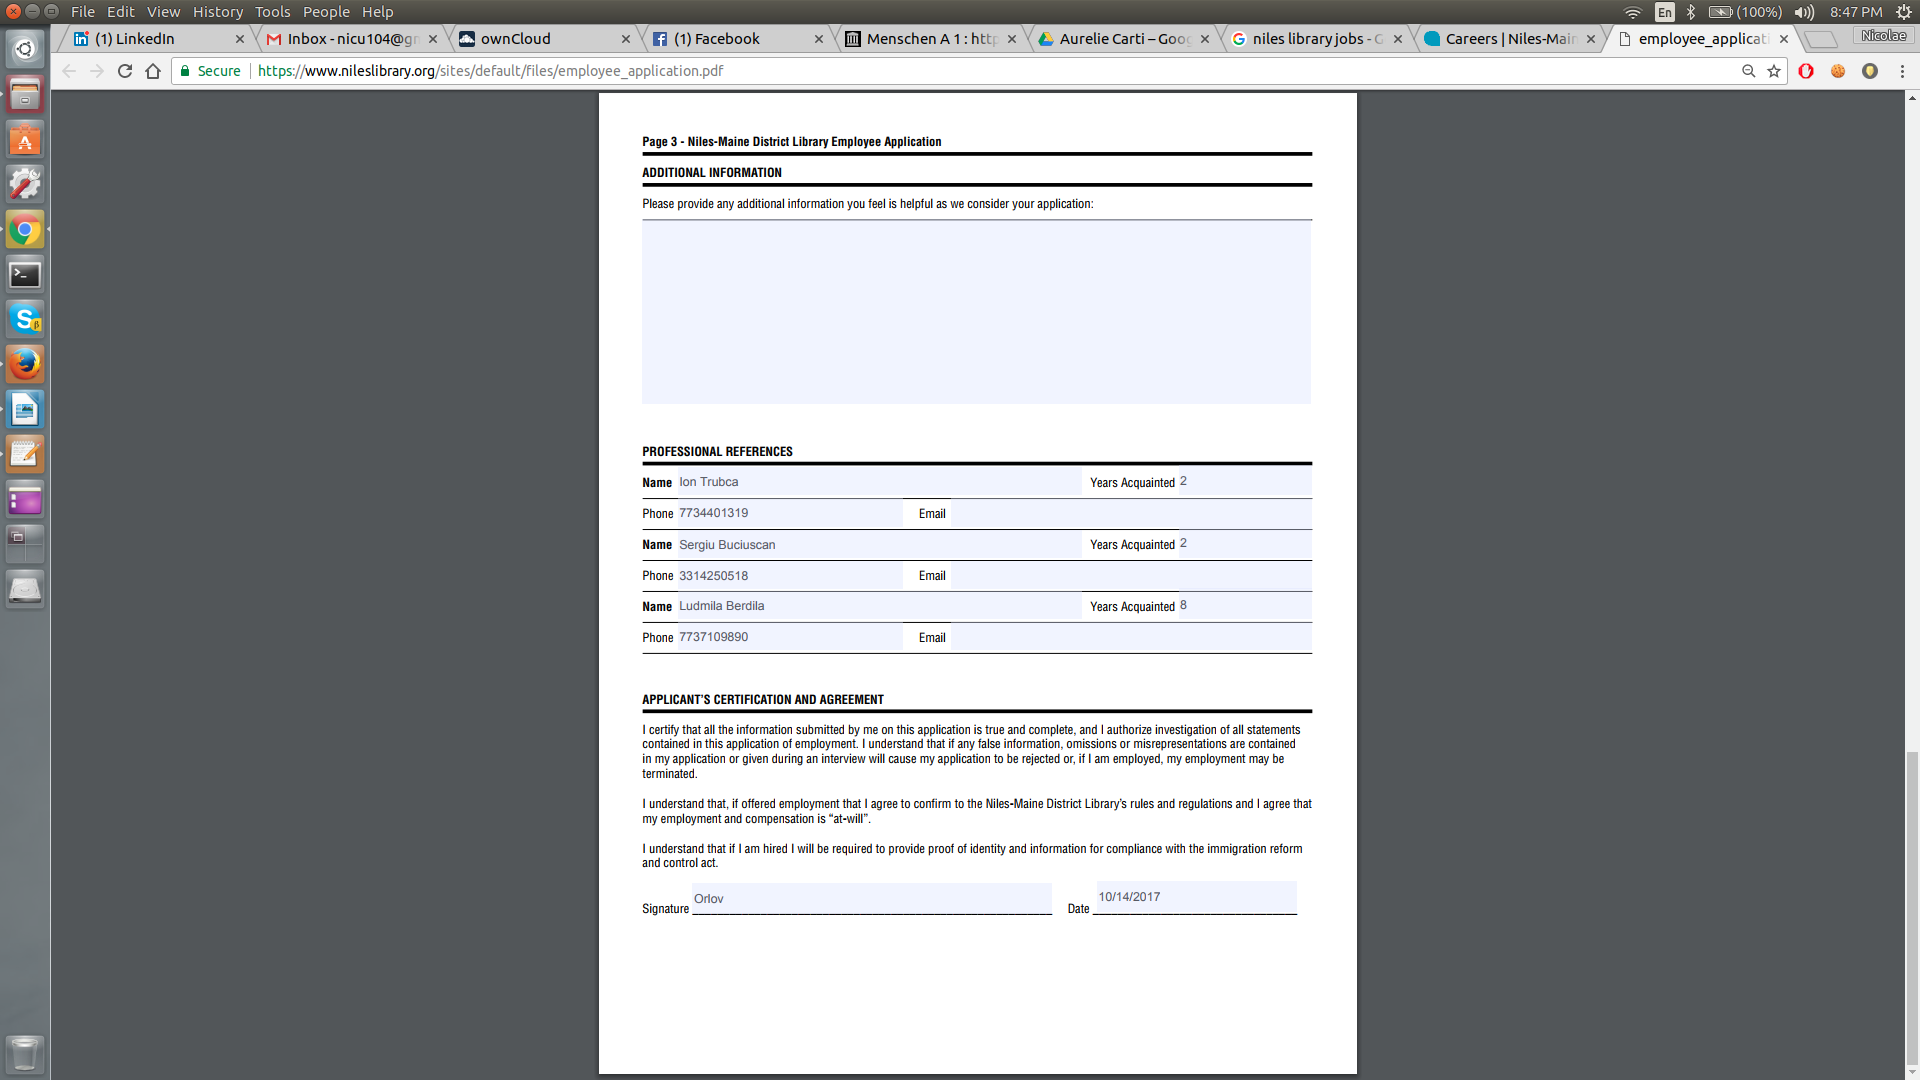 File Edit View History Tools People Help
En (100%) 8:47 PM
(1) LinkedIn
Inbox - nicu104@gm
ownCloud
(1) Facebook
Menschen A 1 : http
Aurelie Carti – Goog
niles library jobs - G
Careers | Niles-Main
employee_applicati
Nicolae
Secure https://www.nileslibrary.org/sites/default/files/employee_application.pdf
Page 3 - Niles-Maine District Library Employee Application
ADDITIONAL INFORMATION
Please provide any additional information you feel is helpful as we consider your application:
PROFESSIONAL REFERENCES
Name Ion Trubca Years Acquainted 2
Phone 7734401319 Email
Name Sergiu Buciuscan Years Acquainted 2
Phone 3314250518 Email
Name Ludmila Berdila Years Acquainted 8
Phone 7737109890 Email
APPLICANT'S CERTIFICATION AND AGREEMENT
I certify that all the information submitted by me on this application is true and complete, and I authorize investigation of all statements
contained in this application of employment. I understand that if any false information, omissions or misrepresentations are contained
in my application or given during an interview will cause my application to be rejected or, if I am employed, my employment may be
terminated.
I understand that, if offered employment that I agree to confirm to the Niles-Maine District Library's rules and regulations and I agree that
my employment and compensation is “at-will”.
I understand that if I am hired I will be required to provide proof of identity and information for compliance with the immigration reform
and control act.
Signature Orlov Date 10/14/2017